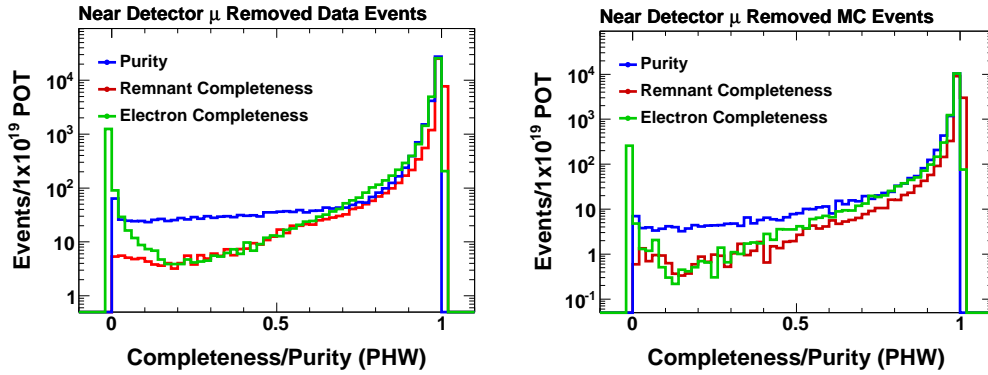 Near Detector μ Removed Data Events
Events/1x10^19 POT
10^4
10^3
10^2
10
1
Purity
Remnant Completeness
Electron Completeness
0
0.5
1
Completeness/Purity (PHW)
Near Detector μ Removed MC Events
Events/1x10^19 POT
10^4
10^3
10^2
10
1
10^-1
Purity
Remnant Completeness
Electron Completeness
0
0.5
1
Completeness/Purity (PHW)